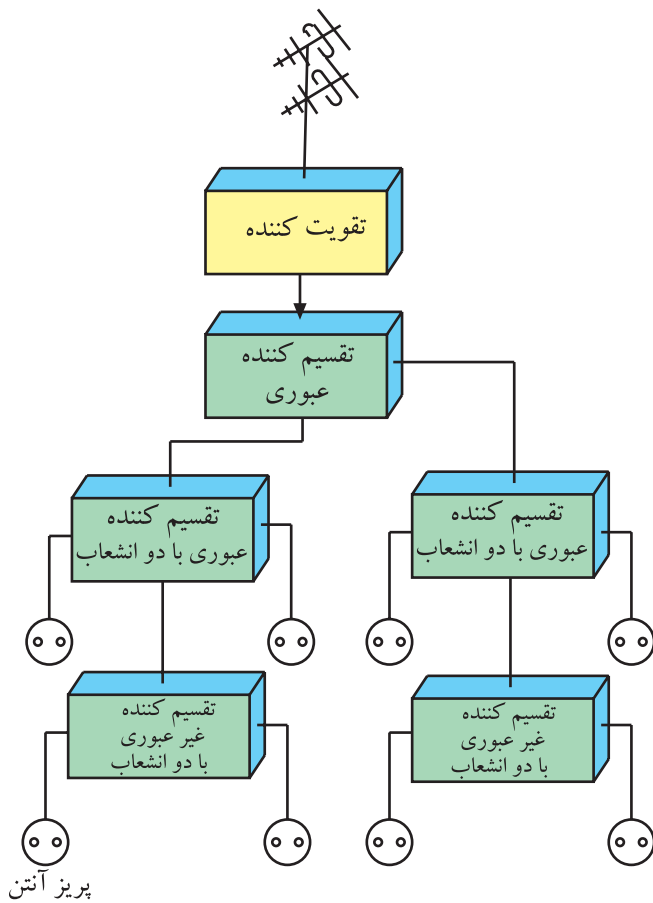 تقویت کننده
تقسیم کننده
عبوری
تقسیم کننده
عبوری با دو انشعاب
تقسیم کننده
عبوری با دو انشعاب
تقسیم کننده
غیر عبوری
با دو انشعاب
تقسیم کننده
غیر عبوری
با دو انشعاب
پریز آنتن